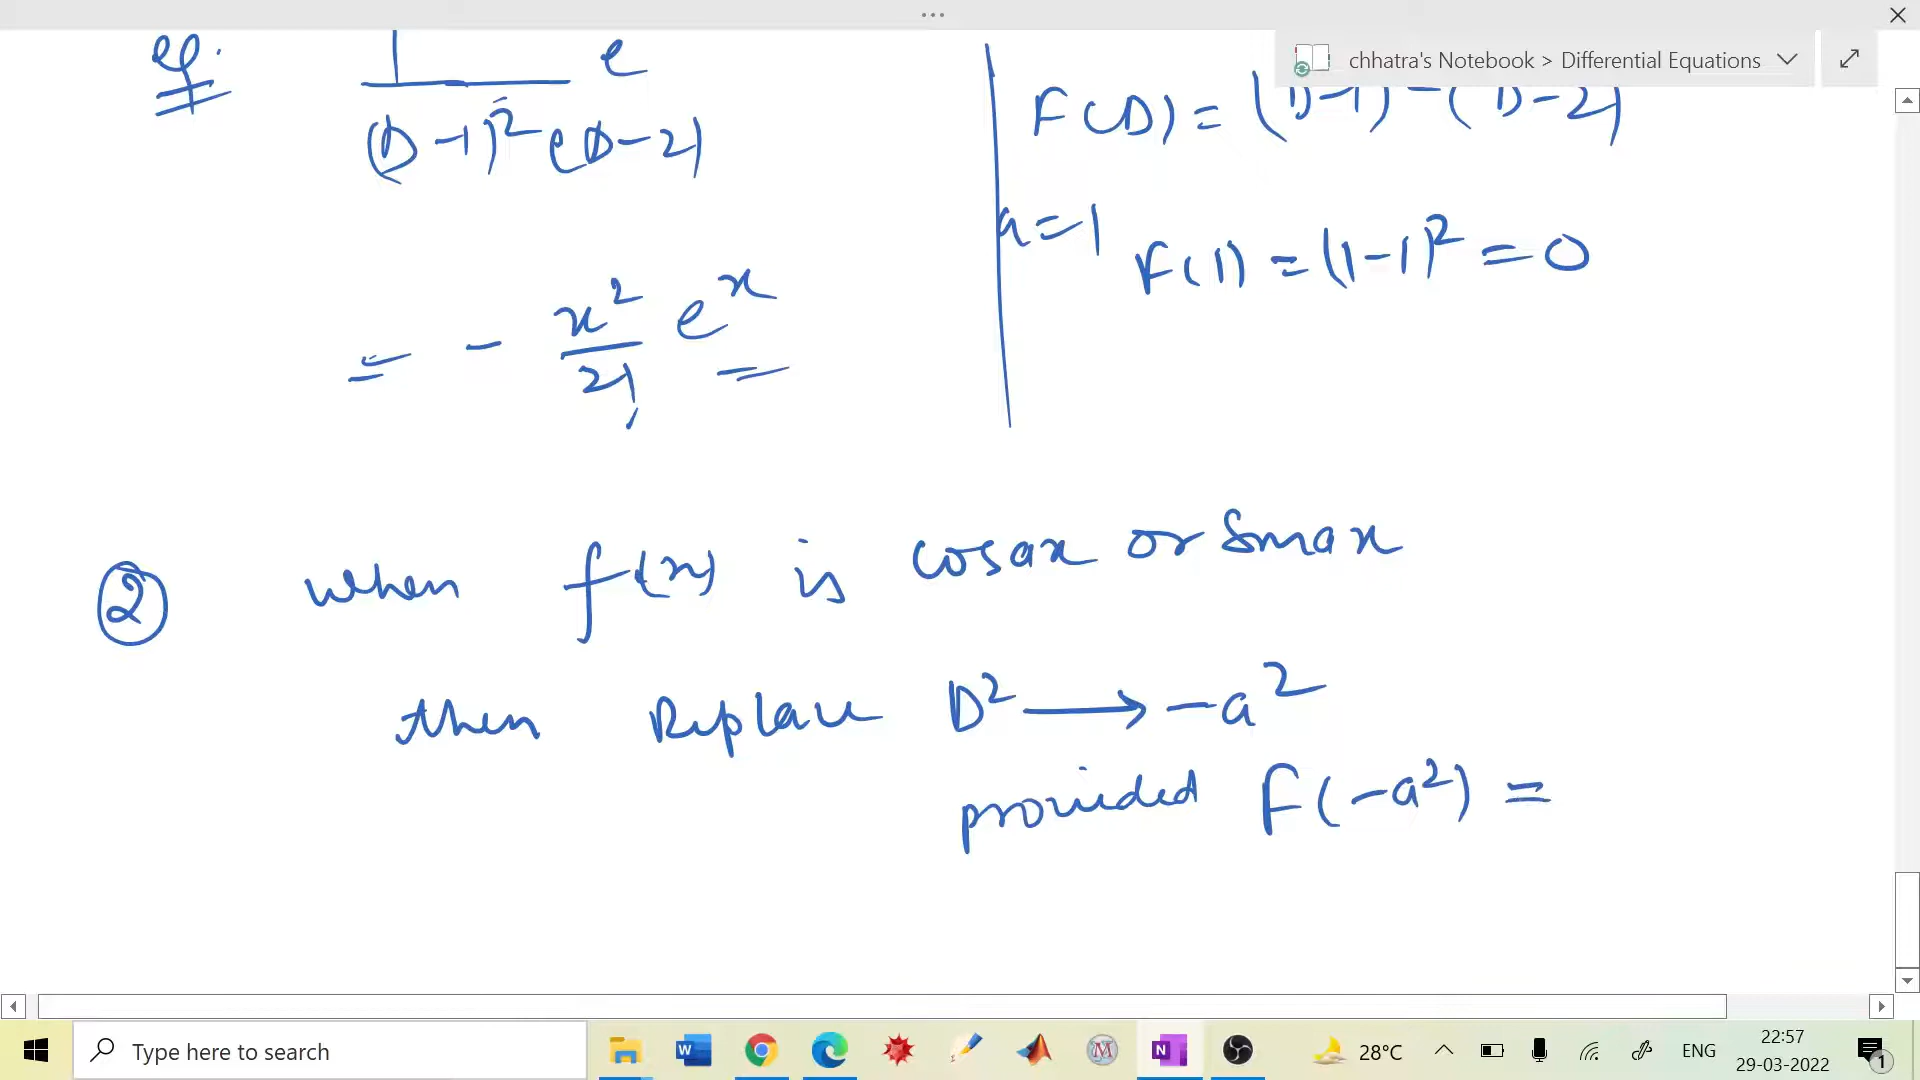 chhatra's Notebook > Differential Equations
eg. 1 e
(D-1)² (D-2)
F(D) = (D-1)² (D-2)
a=1
F(1) = (1-1)² = 0
= - x²/2! eˣ
② when f(x) is cosax or Sinax
then Replace D² → -a²
provided F(-a²) =
Type here to search
28°C
ENG
22:57
29-03-2022
1